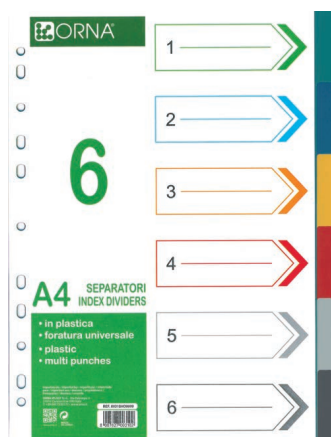 ORNA
1
2
6
3
4
A4 SEPARATORI
INDEX DIVIDERS
• in plastica
• foratura universale
• plastic
• multi punches
5
6